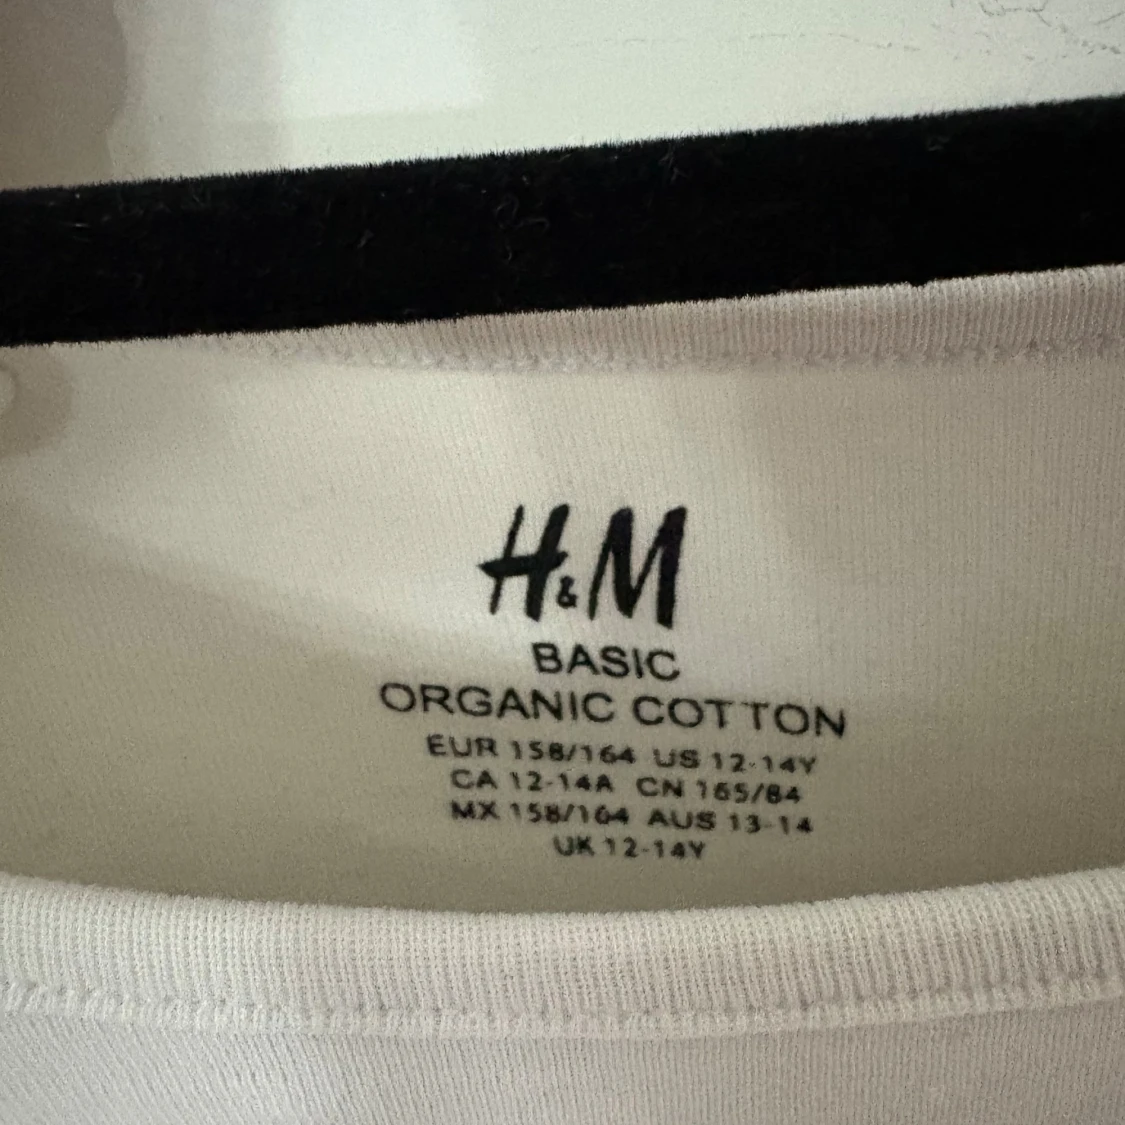 H&M
BASIC
ORGANIC COTTON
EUR 158/164 US 12-14Y
CA 12-14A CN 165/84
MX 158/164 AUS 13-14
UK 12-14Y